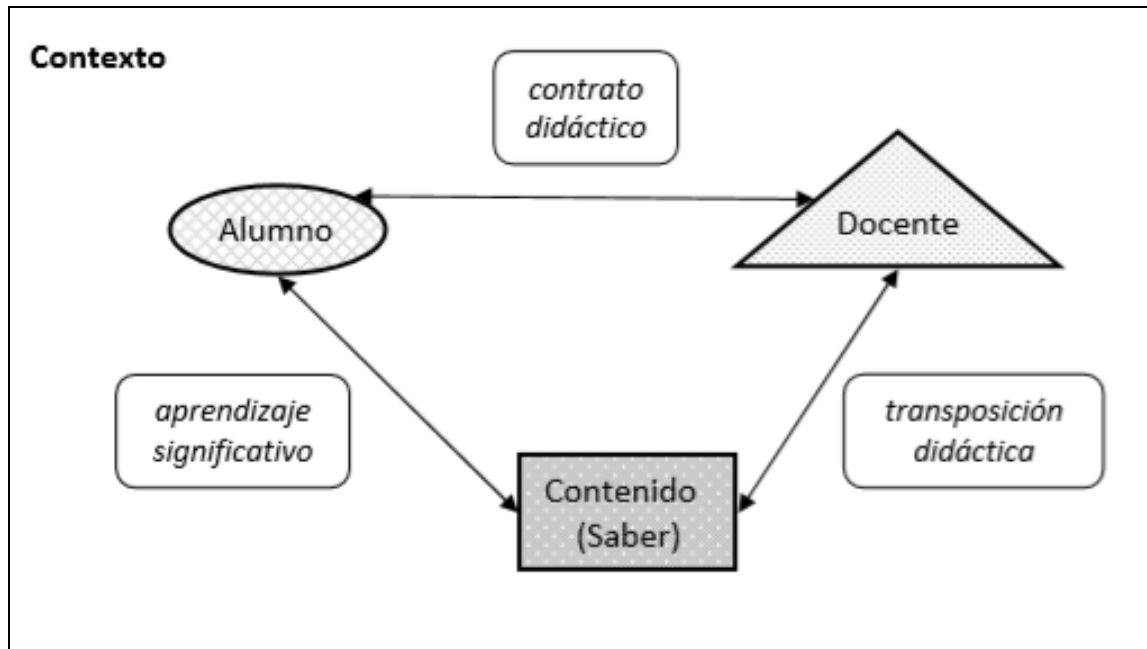 Contexto
contrato
didáctico
Alumno
Docente
aprendizaje
significativo
transposición
didáctica
Contenido
(Saber)